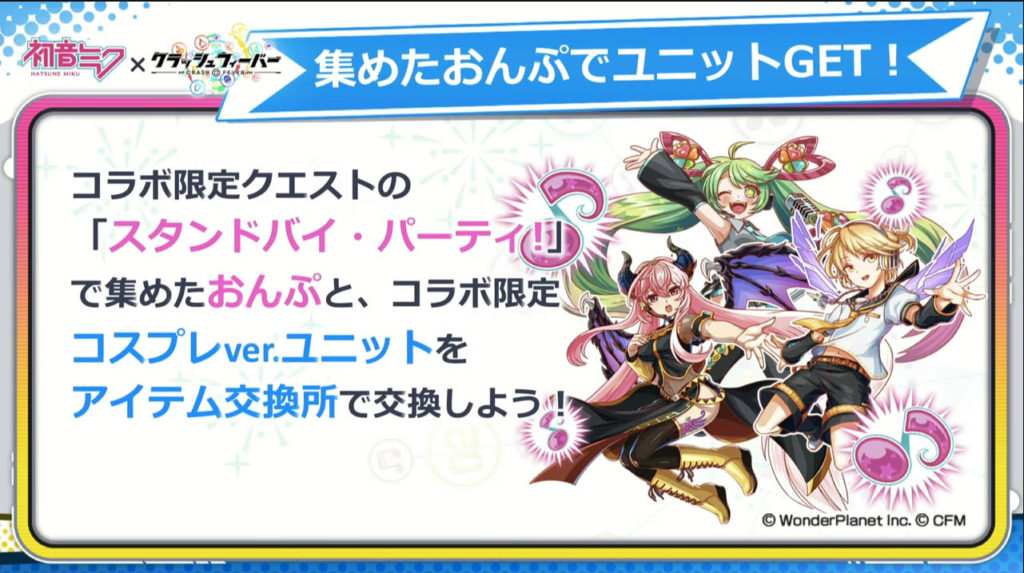 初音ミク
HATSUNE MIKU
×
クラッシュフィーバー
CRASH FEVER
集めたおんぷでユニットGET！
コラボ限定クエストの
「スタンドバイ・パーティ!」
で集めたおんぷと、コラボ限定
コスプレver.ユニットを
アイテム交換所で交換しよう！
© WonderPlanet Inc. © CFM